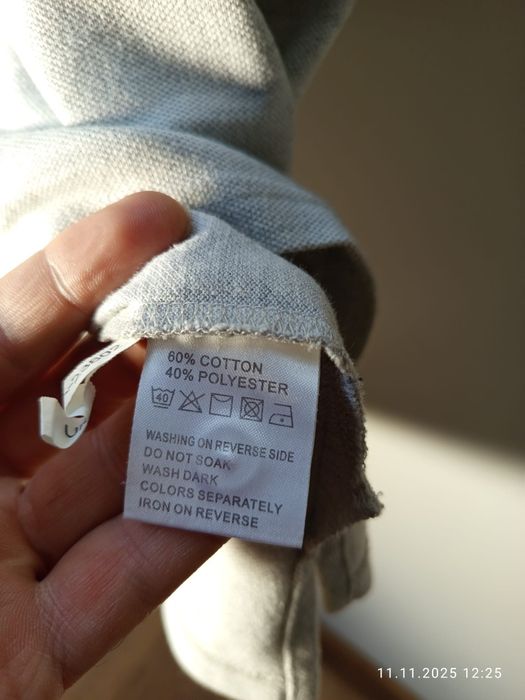 60% COTTON
40% POLYESTER
40
WASHING ON REVERSE SIDE
DO NOT SOAK
WASH DARK
COLORS SEPARATELY
IRON ON REVERSE
11.11.2025 12:25